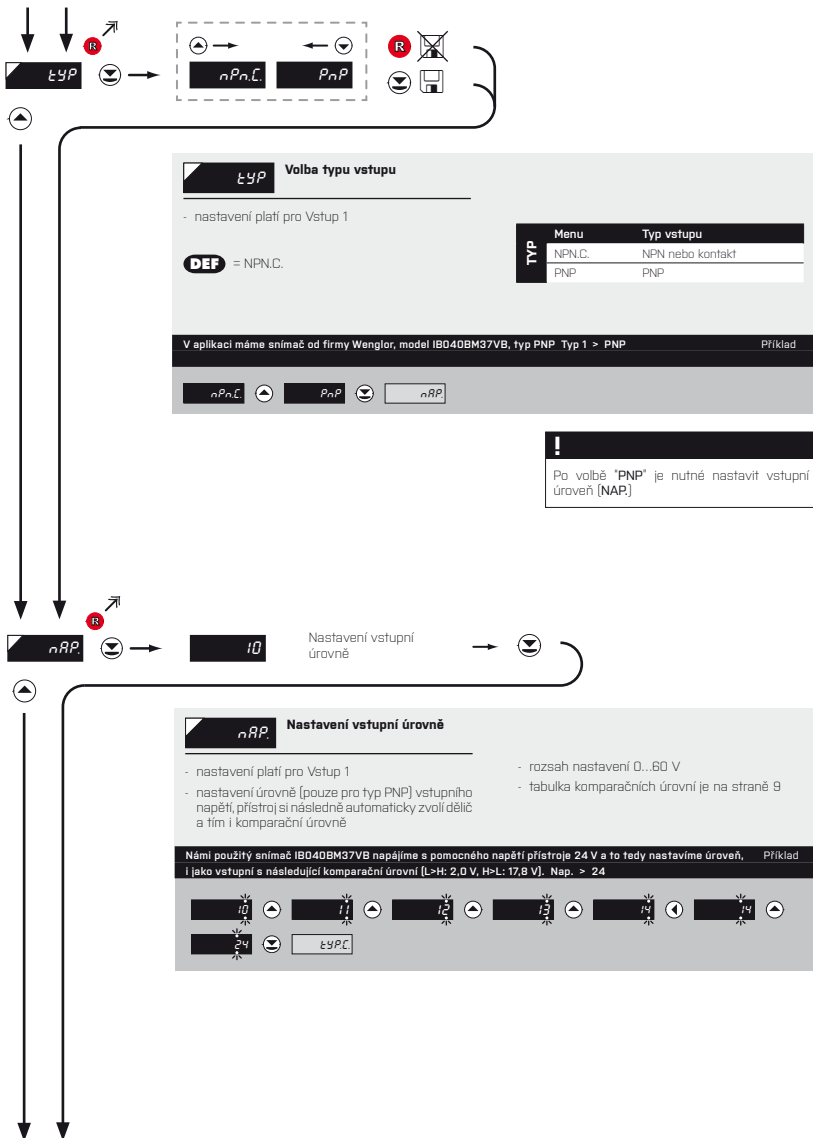 R
tYP
nPn.C.
PnP
R
tYP
Volba typu vstupu
- nastavení platí pro Vstup 1
DEF = NPN.C.
TYP
Menu Typ vstupu
NPN.C. NPN nebo kontakt
PNP PNP
V aplikaci máme snímač od firmy Wenglor, model IB040BM37VB, typ PNP Typ 1 > PNP Příklad
nPn.C. PnP nAP.
!
Po volbě "PNP" je nutné nastavit vstupní
úroveň (NAP.)
R
nAP.
10
Nastavení vstupní
úrovně
nAP.
Nastavení vstupní úrovně
- nastavení platí pro Vstup 1
- nastavení úrovně (pouze pro typ PNP) vstupního
napětí, přístroj si následně automaticky zvolí dělič
a tím i komparační úrovně
- rozsah nastavení 0...60 V
- tabulka komparačních úrovní je na straně 9
Námi použitý snímač IB040BM37VB napájíme s pomocného napětí přístroje 24 V a to tedy nastavíme úroveň, Příklad
i jako vstupní s následující komparační úrovní (L>H: 2,0 V, H>L: 17,8 V). Nap. > 24
10 11 12 13 14 14
24 tYP.C.